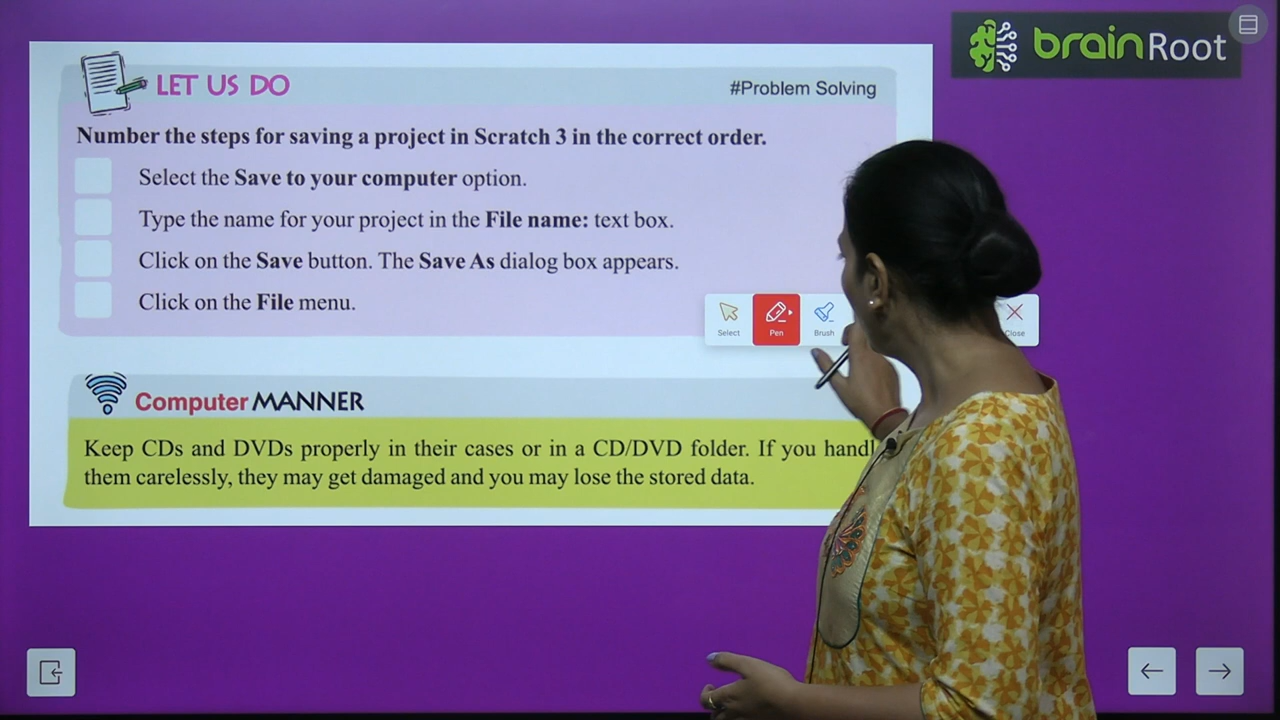 brainRoot
LET US DO
#Problem Solving
Number the steps for saving a project in Scratch 3 in the correct order.
Select the Save to your computer option.
Type the name for your project in the File name: text box.
Click on the Save button. The Save As dialog box appears.
Click on the File menu.
Select
Pen
Brush
Close
Computer MANNER
Keep CDs and DVDs properly in their cases or in a CD/DVD folder. If you
them carelessly, they may get damaged and you may lose the stored data.